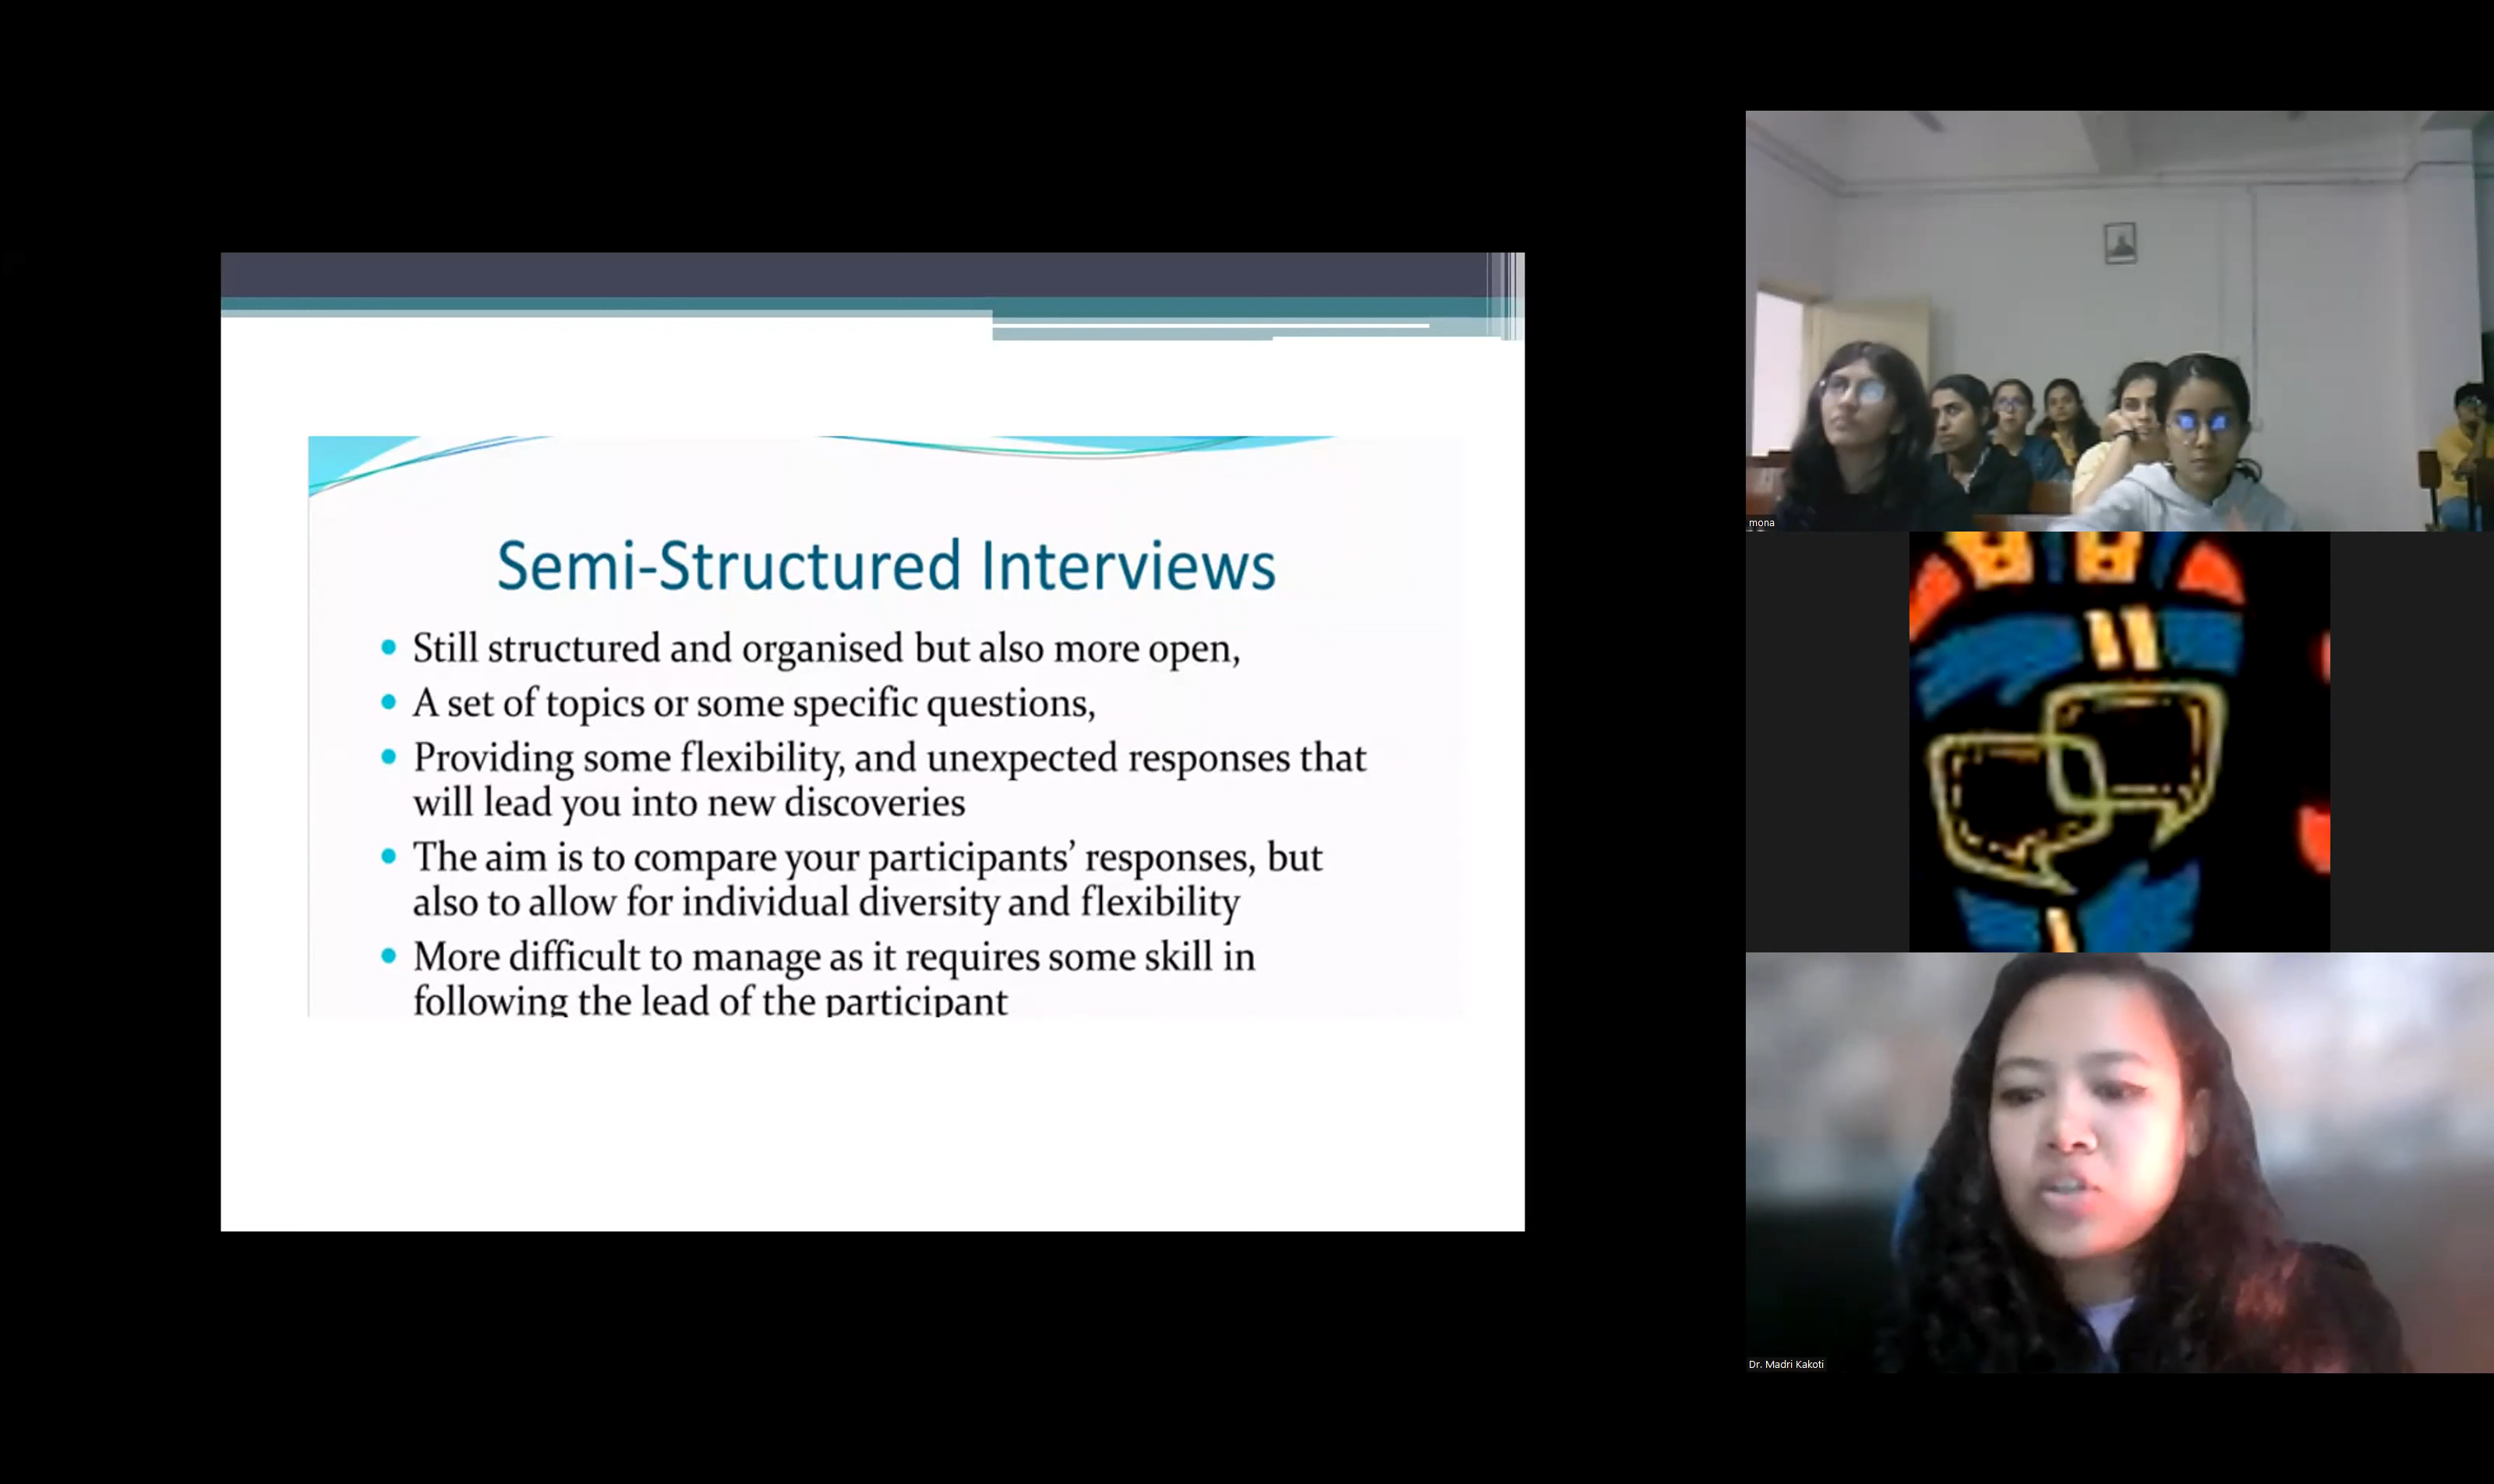 Semi-Structured Interviews
Still structured and organised but also more open,
A set of topics or some specific questions,
Providing some flexibility, and unexpected responses that
will lead you into new discoveries
The aim is to compare your participants’ responses, but
also to allow for individual diversity and flexibility
More difficult to manage as it requires some skill in
following the lead of the participant
mona
Dr. Madri Kakoti